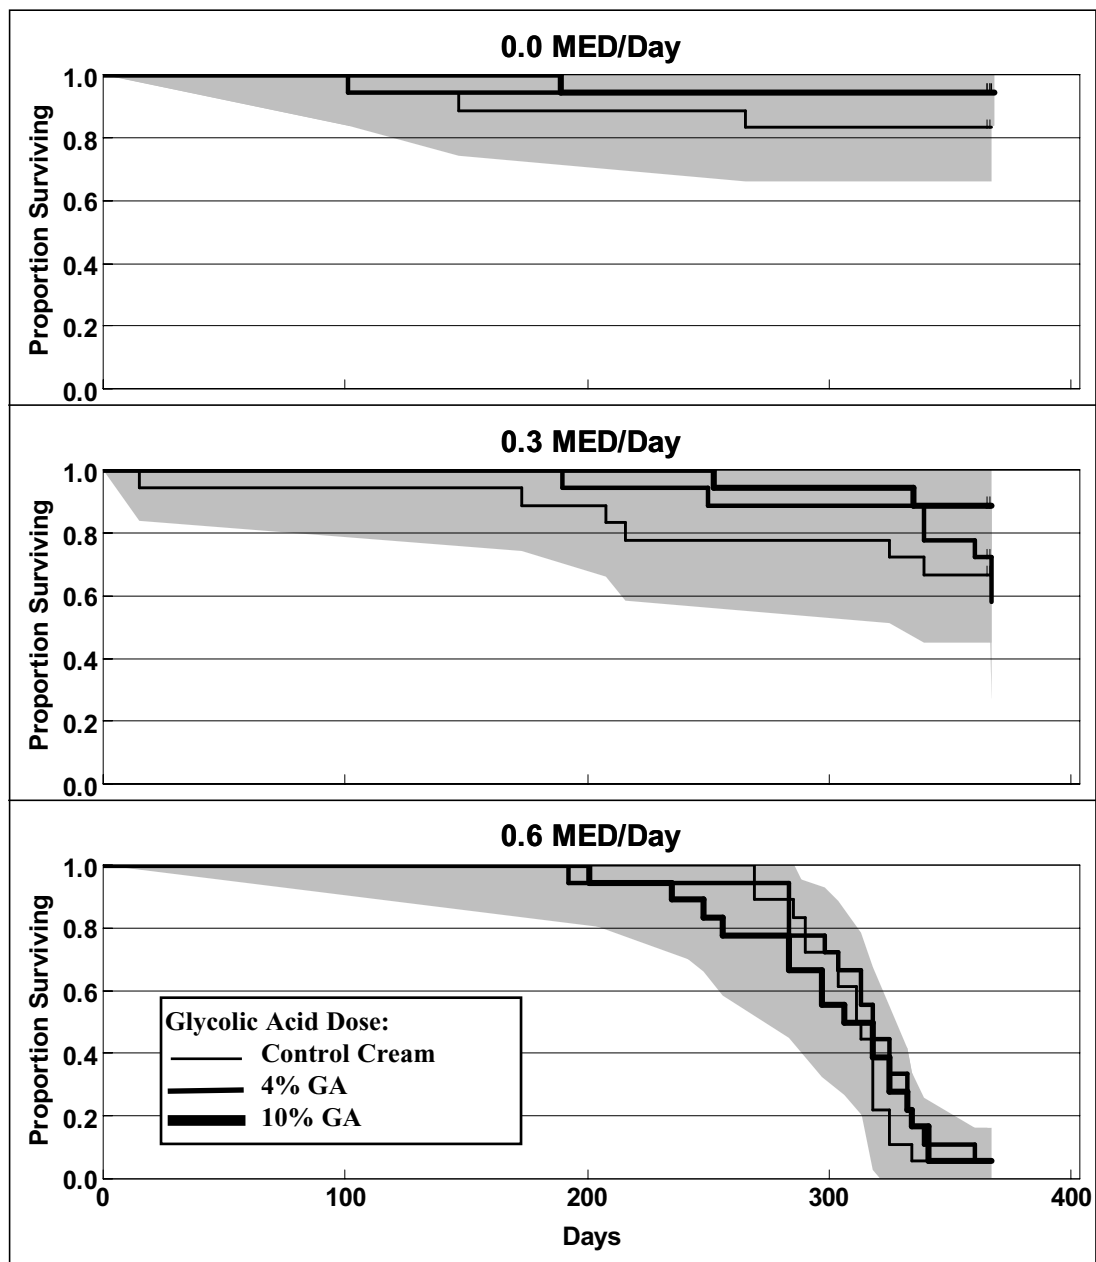 0.0 MED/Day
Proportion Surviving
1.0
0.8
0.6
0.4
0.2
0.0
0.3 MED/Day
Proportion Surviving
1.0
0.8
0.6
0.4
0.2
0.0
0.6 MED/Day
Proportion Surviving
1.0
0.8
0.6
0.4
0.2
0.0
Glycolic Acid Dose:
Control Cream
4% GA
10% GA
0 100 200 300 400
Days